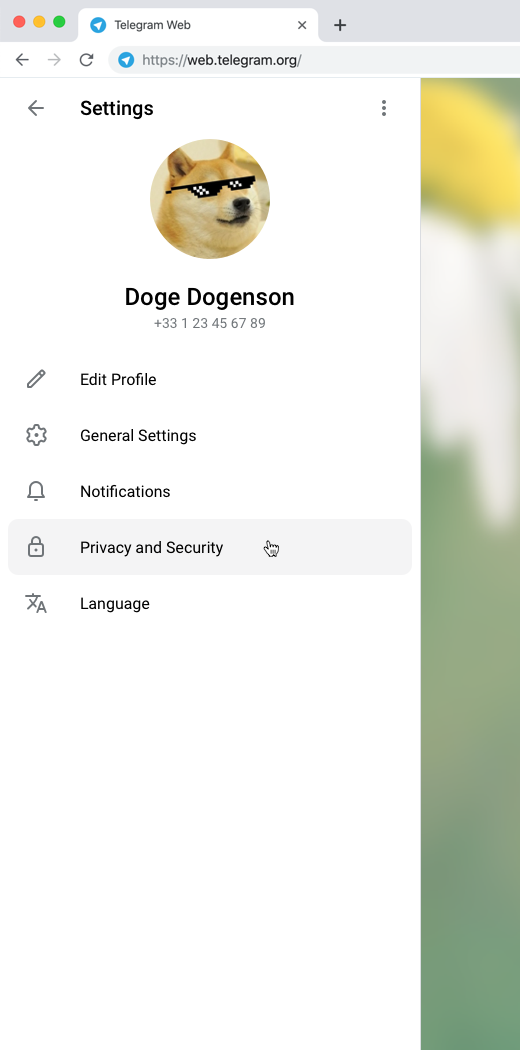 Telegram Web
https://web.telegram.org/
Settings
Doge Dogenson
+33 1 23 45 67 89
Edit Profile
General Settings
Notifications
Privacy and Security
Language